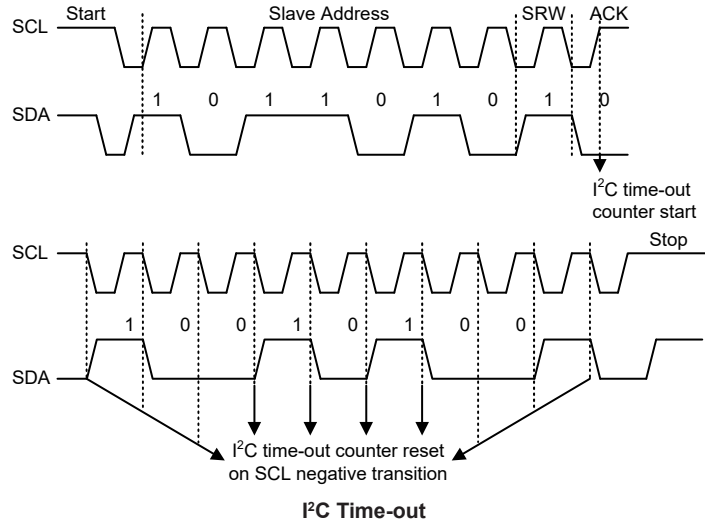 Start Slave Address SRW ACK
SCL
1 0 1 1 0 1 0 1 0
SDA
I²C time-out
counter start
Stop
SCL
1 0 0 1 0 1 0 0
SDA
I²C time-out counter reset
on SCL negative transition
I²C Time-out